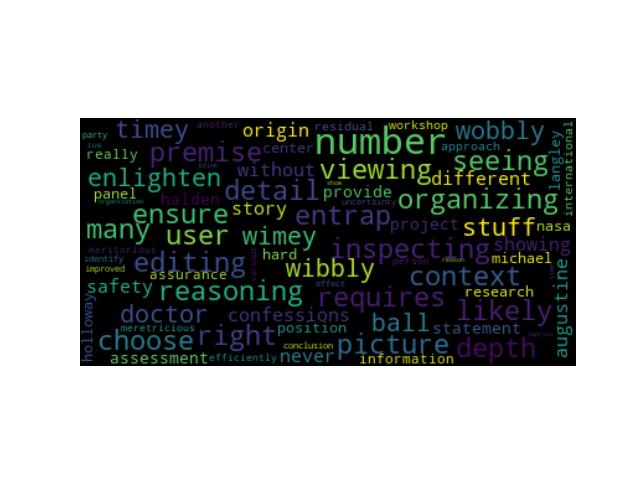 timey another origin residual workshop wobbly
party number approach
link premise center seeing langley international
really blink without viewing different
enlighten detail show provide organizing
panel organization halden uncertainty
ensure story entrap project stuff nasa
many user wimey inspecting showing
meritorious hard person reason michael
identify editing wibbly context
improved assurance research
safety reasoning effect requires likely augustine
holloway doctor confessions ball statement
meretricious right position
choose conclusion picture depth
assessment efficiently never information